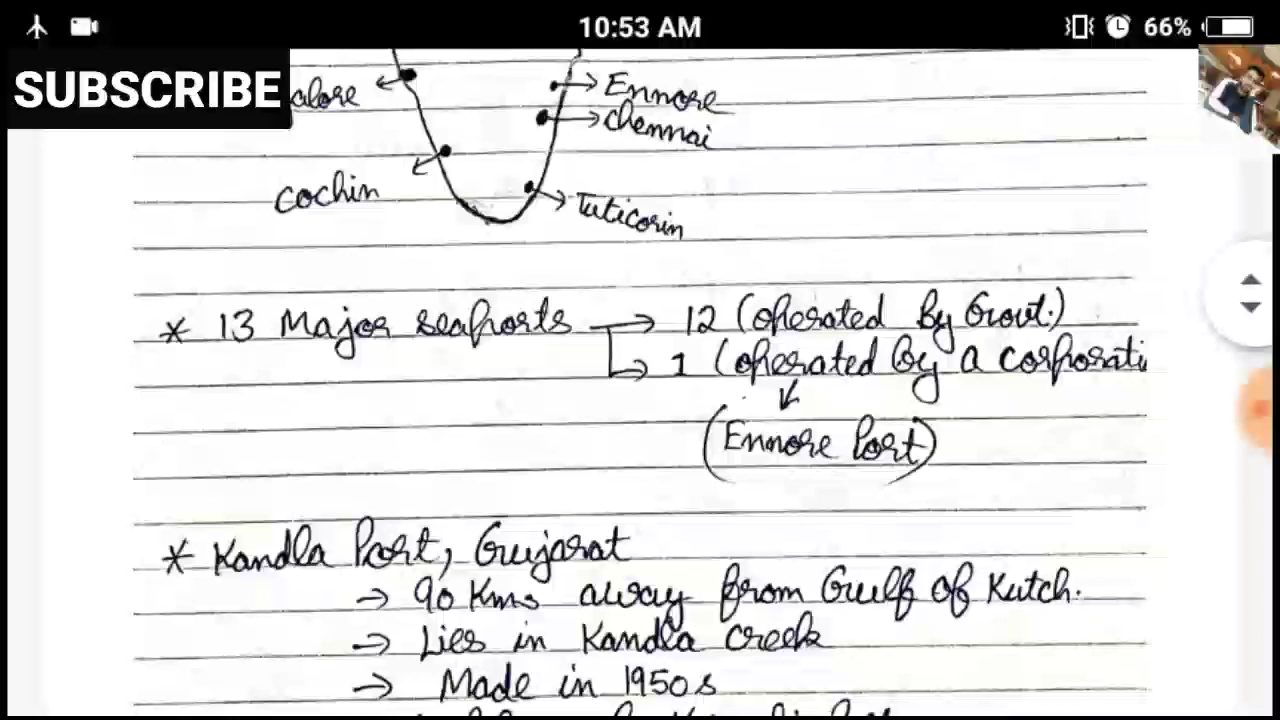 10:53 AM
66%
SUBSCRIBE
alore
Ennore
chennai
cochin
Tuticorin
* 13 Major seaports → 12 (operated by Govt.)
→ 1 (operated by a corporati
(Ennore Port)
* Kandla Port, Gujarat
→ 90 Kms away from Gulf of Kutch.
→ Lies in Kandla creek
→ Made in 1950s